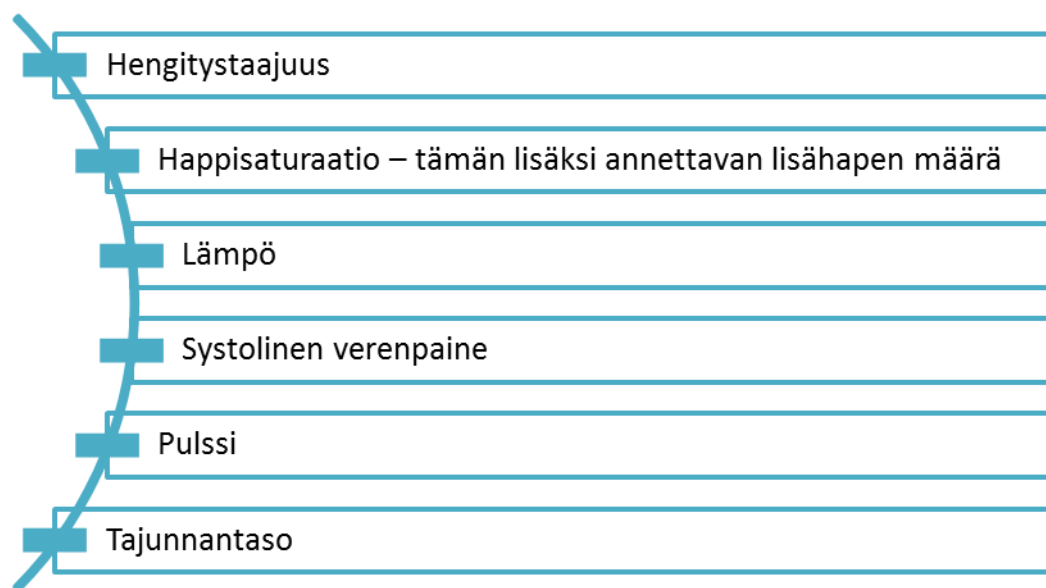 Hengitystaajuus
Happisaturaatio – tämän lisäksi annettavan lisähapen määrä
Lämpö
Systolinen verenpaine
Pulssi
Tajunnantaso